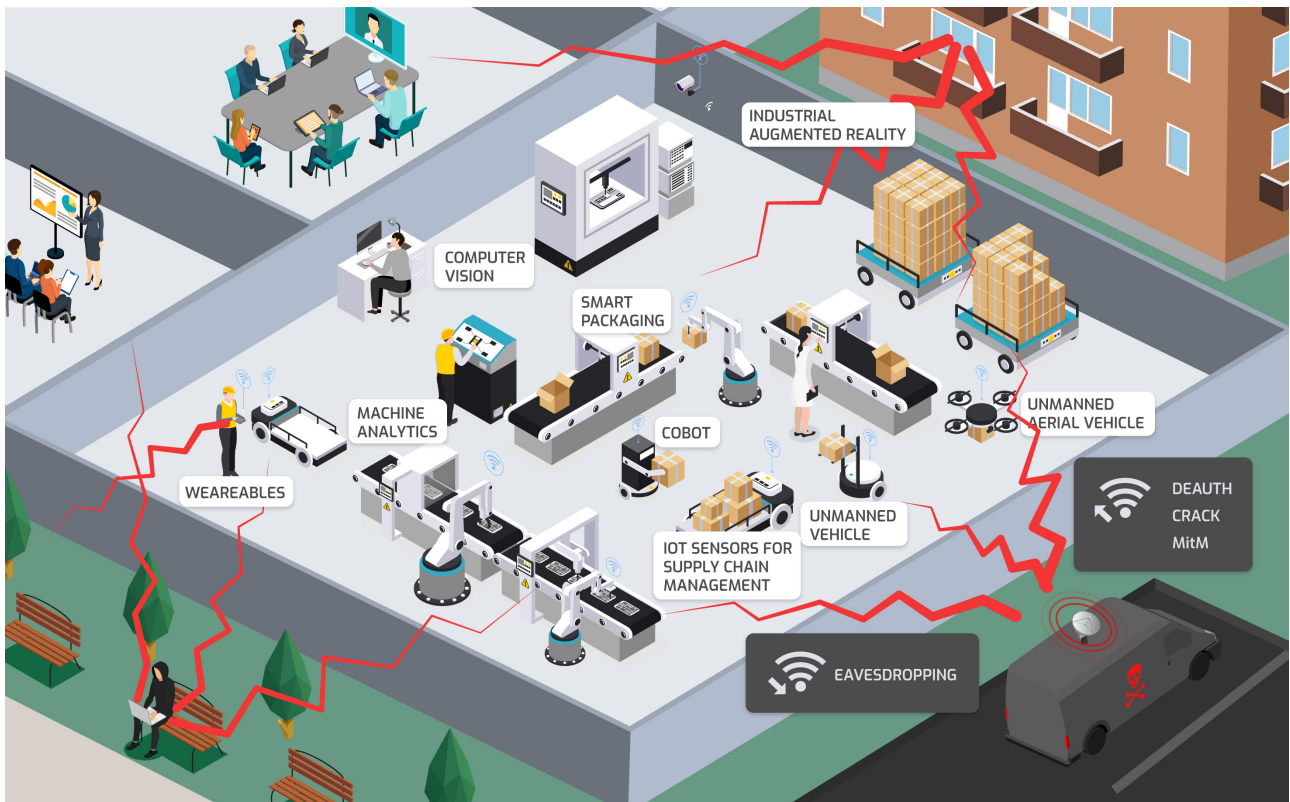 INDUSTRIAL
AUGMENTED REALITY
COMPUTER
VISION
SMART
PACKAGING
MACHINE
ANALYTICS
COBOT
UNMANNED
AERIAL VEHICLE
WEAREABLES
UNMANNED
VEHICLE
IOT SENSORS FOR
SUPPLY CHAIN
MANAGEMENT
DEAUTH
CRACK
MitM
EAVESDROPPING